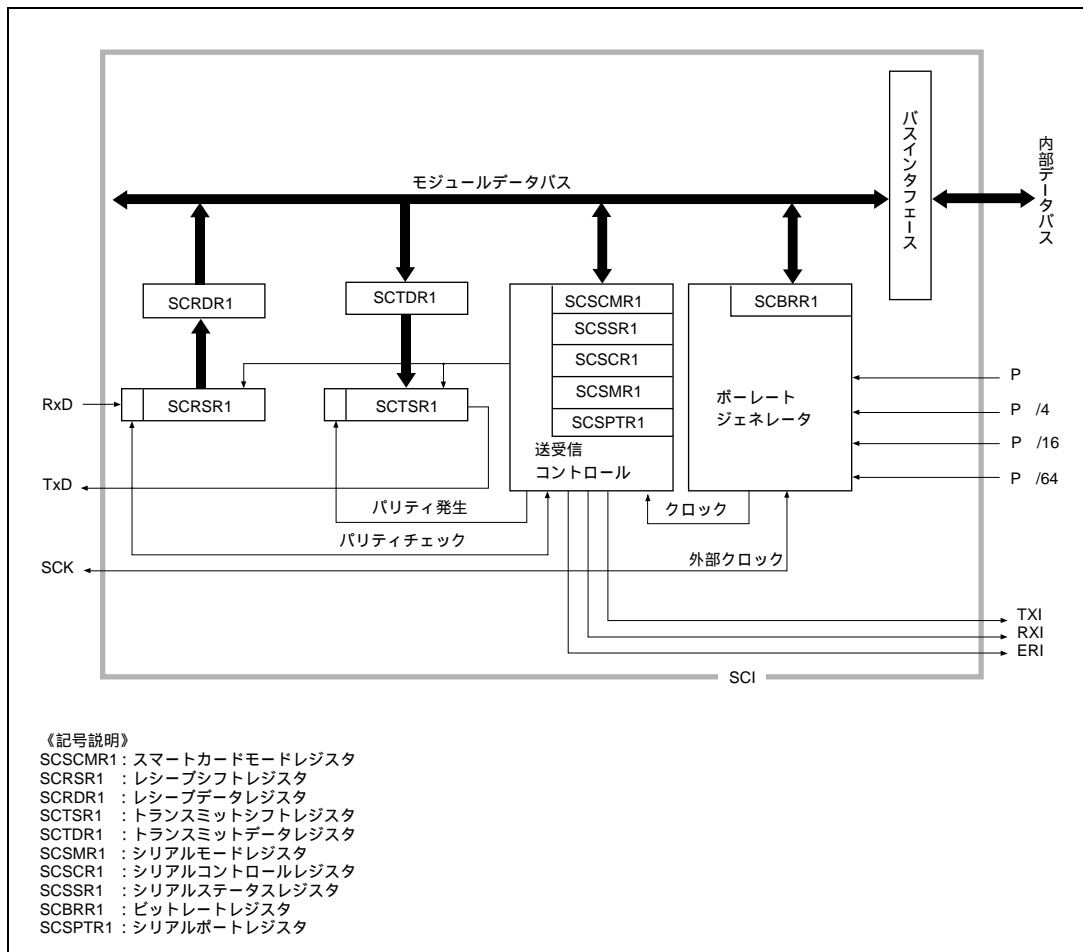 バスインタフェース
内部データバス
モジュールデータバス
SCRDR1
SCTDR1
SCSCMR1
SCBRR1
SCSSR1
SCSCR1
SCSMR1
SCSPTR1
SCRSR1
SCTSR1
RxD
TxD
SCK
送受信
コントロール
ボーレート
ジェネレータ
P
P /4
P /16
P /64
パリティ発生
パリティチェック
クロック
外部クロック
TXI
RXI
ERI
SCI
《記号説明》
SCSCMR1 : スマートカードモードレジスタ
SCRSR1 : レシーブシフトレジスタ
SCRDR1 : レシーブデータレジスタ
SCTSR1 : トランスミットシフトレジスタ
SCTDR1 : トランスミットデータレジスタ
SCSMR1 : シリアルモードレジスタ
SCSCR1 : シリアルコントロールレジスタ
SCSSR1 : シリアルステータスレジスタ
SCBRR1 : ビットレートレジスタ
SCSPTR1 : シリアルポートレジスタ